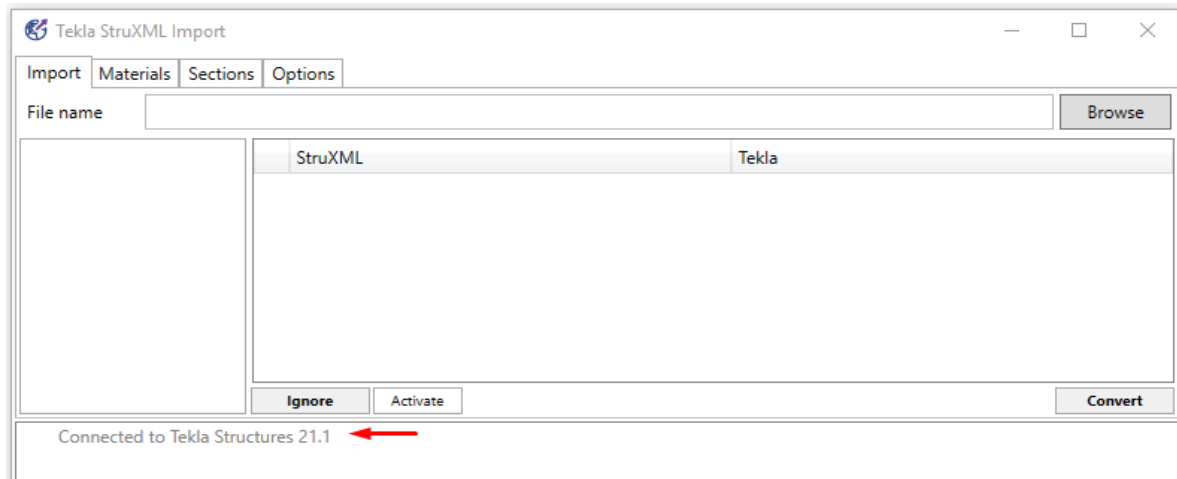 Tekla StruXML Import
Import Materials Sections Options
File name Browse
StruXML Tekla
Ignore Activate Convert
Connected to Tekla Structures 21.1